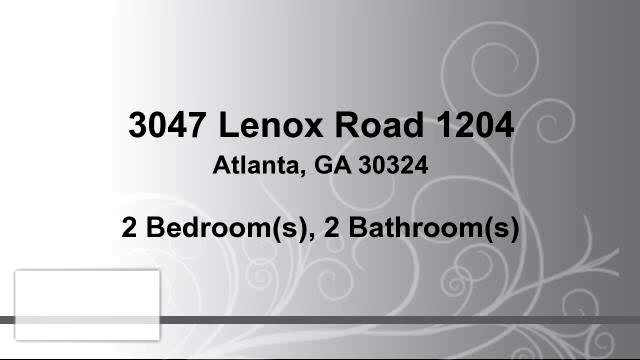 3047 Lenox Road 1204
Atlanta, GA 30324
2 Bedroom(s), 2 Bathroom(s)